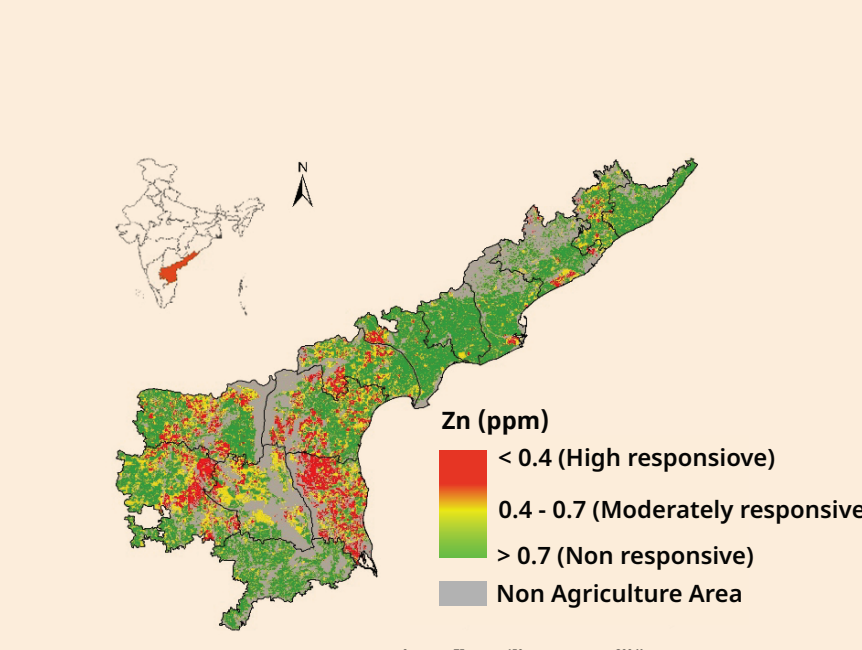 N
Zn (ppm)
< 0.4 (High responsiove)
0.4 - 0.7 (Moderately responsive
> 0.7 (Non responsive)
Non Agriculture Area